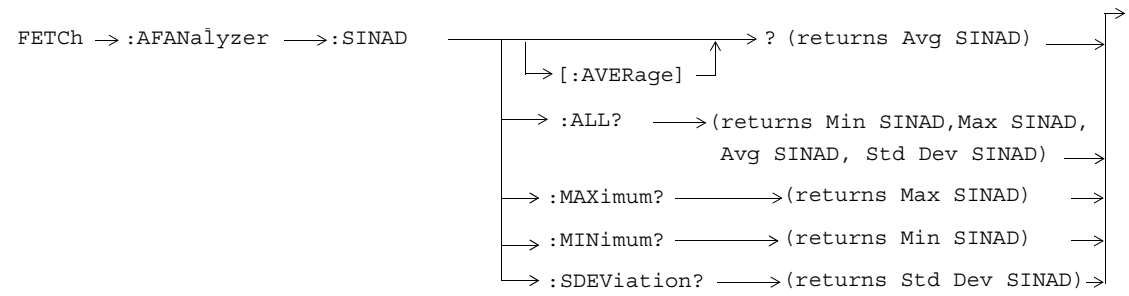 FETCh :AFANalyzer :SINAD ? (returns Avg SINAD)
[:AVERage]
:ALL? (returns Min SINAD,Max SINAD,
Avg SINAD, Std Dev SINAD)
:MAXimum? (returns Max SINAD)
:MINimum? (returns Min SINAD)
:SDEViation? (returns Std Dev SINAD)